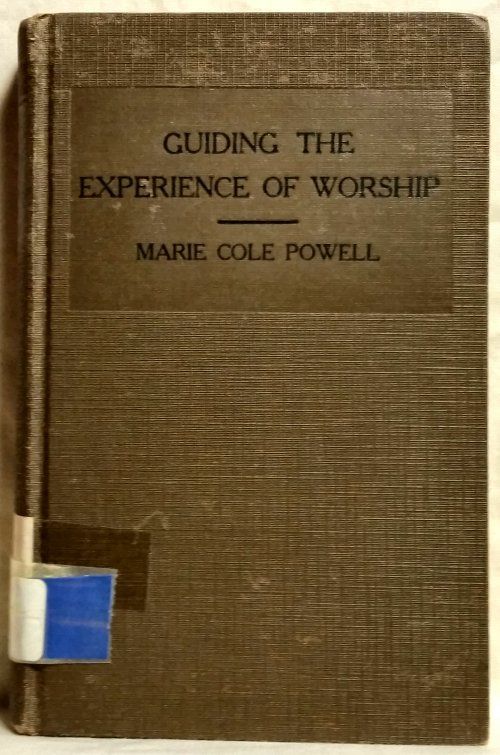 GUIDING THE
EXPERIENCE OF WORSHIP
MARIE COLE POWELL